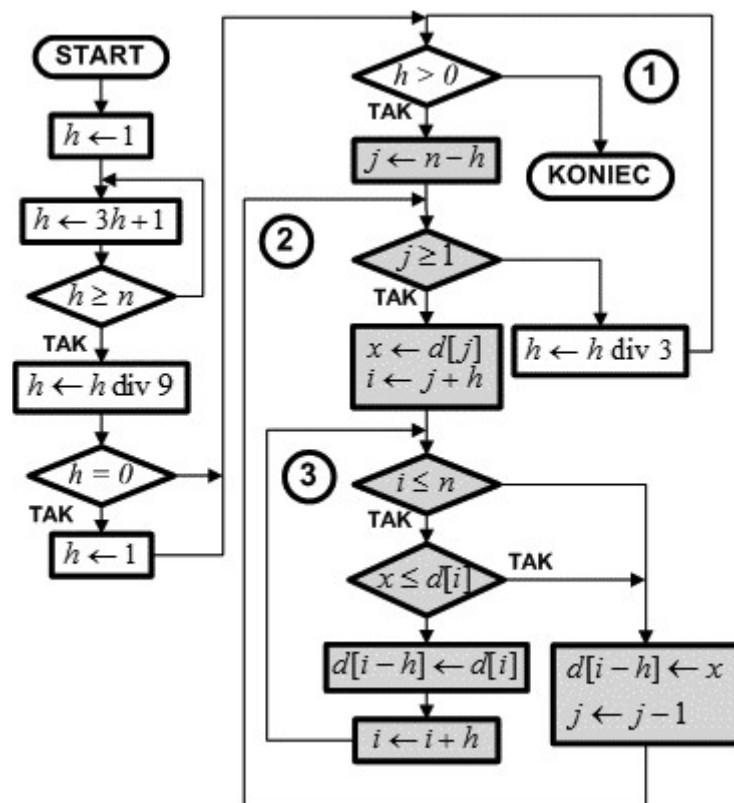 START
h ← 1
h ← 3h + 1
h ≥ n
TAK
h ← h div 9
h = 0
TAK
h ← 1
1
h > 0
TAK
KONIEC
j ← n − h
2
j ≥ 1
TAK
x ← d[j]
i ← j + h
h ← h div 3
3
i ≤ n
TAK
x ≤ d[i]
TAK
d[i − h] ← d[i]
i ← i + h
d[i − h] ← x
j ← j − 1